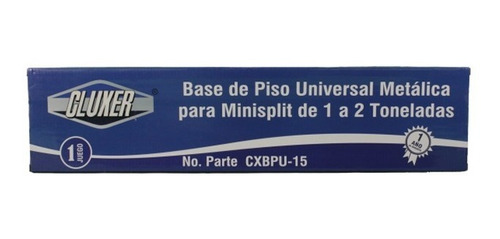 CLUXER
Base de Piso Universal Metálica
para Minisplit de 1 a 2 Toneladas
1
JUEGO
No. Parte CXBPU-15
1
AÑO